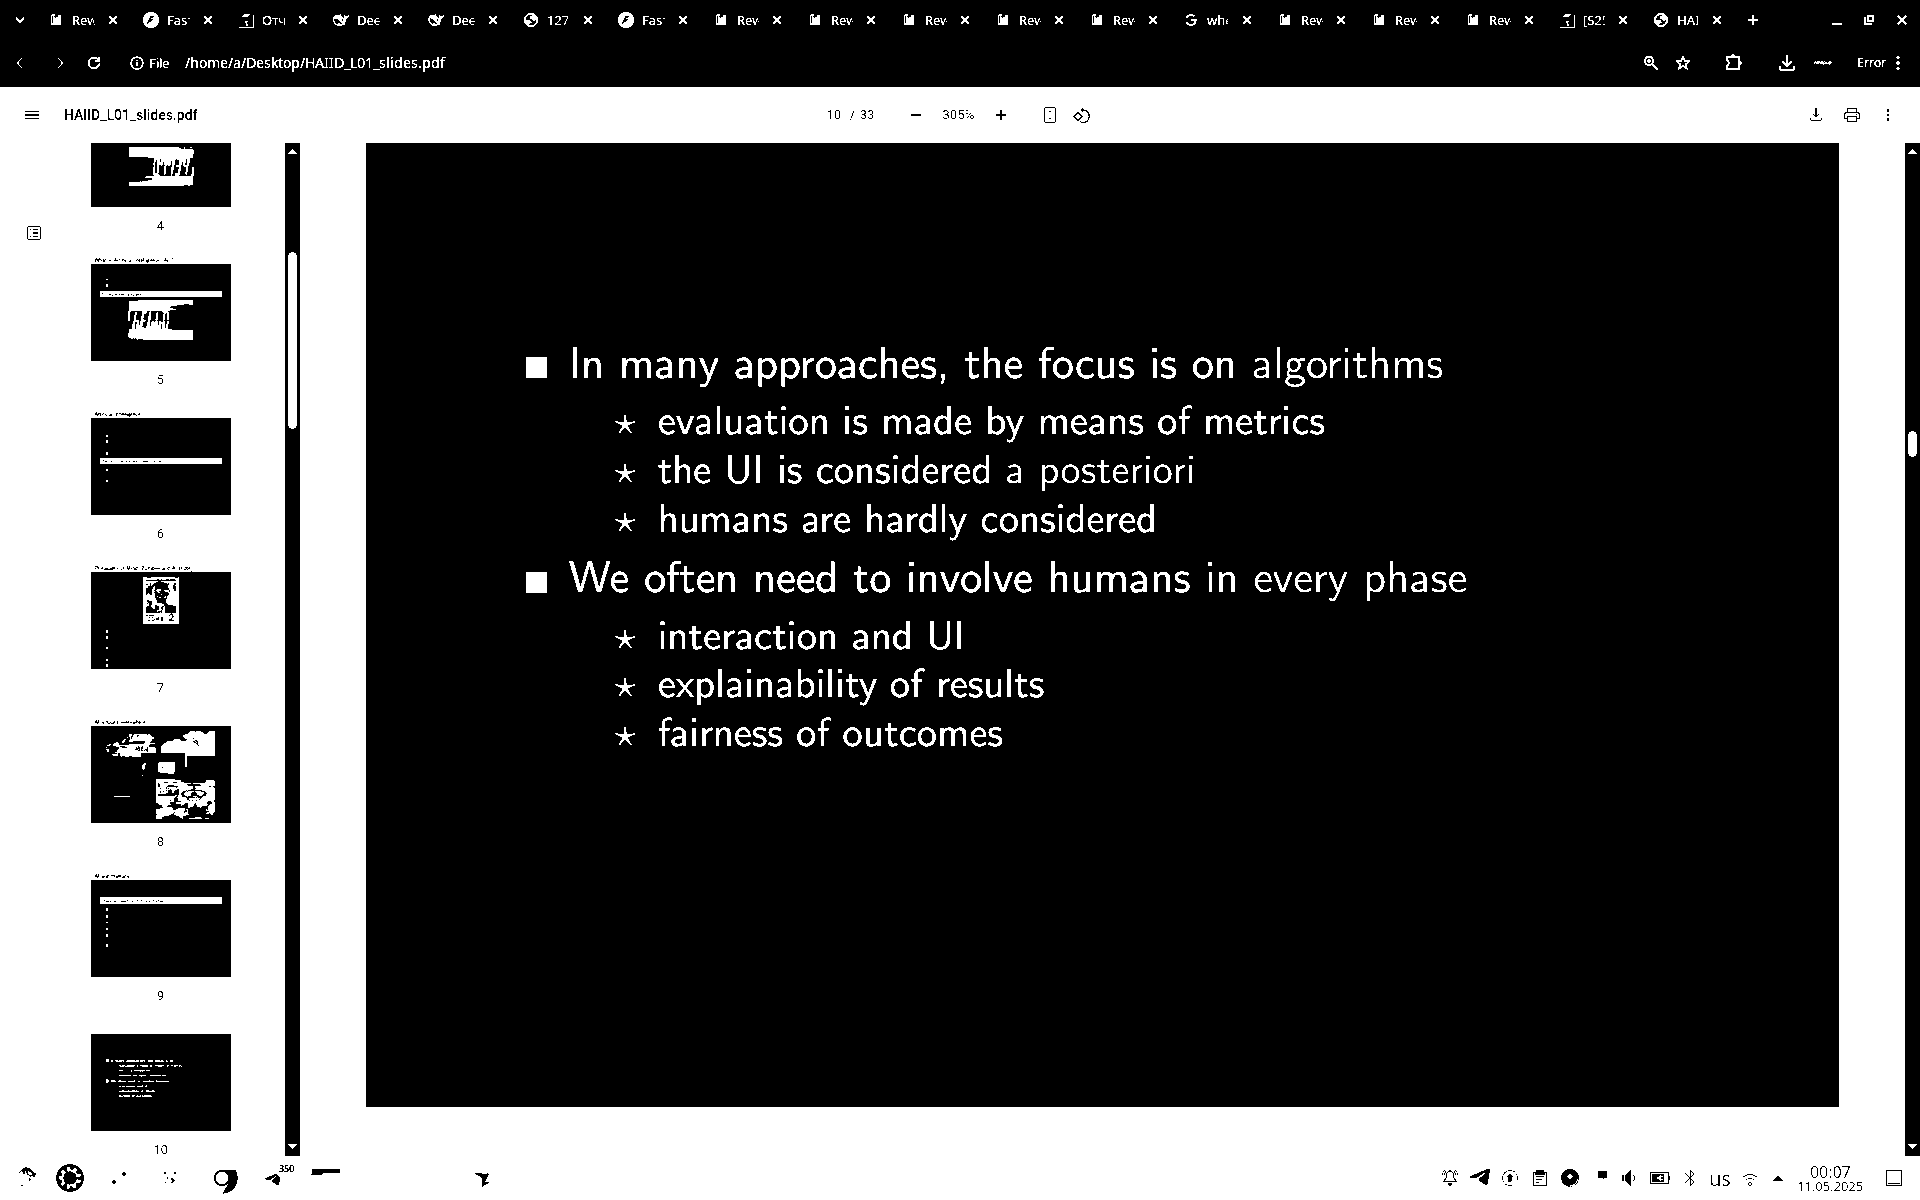 Rev Fas Отч Dee Dee 127 Fas Rev Rev Rev Rev Rev whe Rev Rev Rev [52 HAI
File /home/a/Desktop/HAIID_L01_slides.pdf Error
HAIID_L01_slides.pdf 10 / 33 305%
4
5
6
7
8
9
10
■ In many approaches, the focus is on algorithms
⋆ evaluation is made by means of metrics
⋆ the UI is considered a posteriori
⋆ humans are hardly considered
■ We often need to involve humans in every phase
⋆ interaction and UI
⋆ explainability of results
⋆ fairness of outcomes
350
us 00:07
11.05.2025